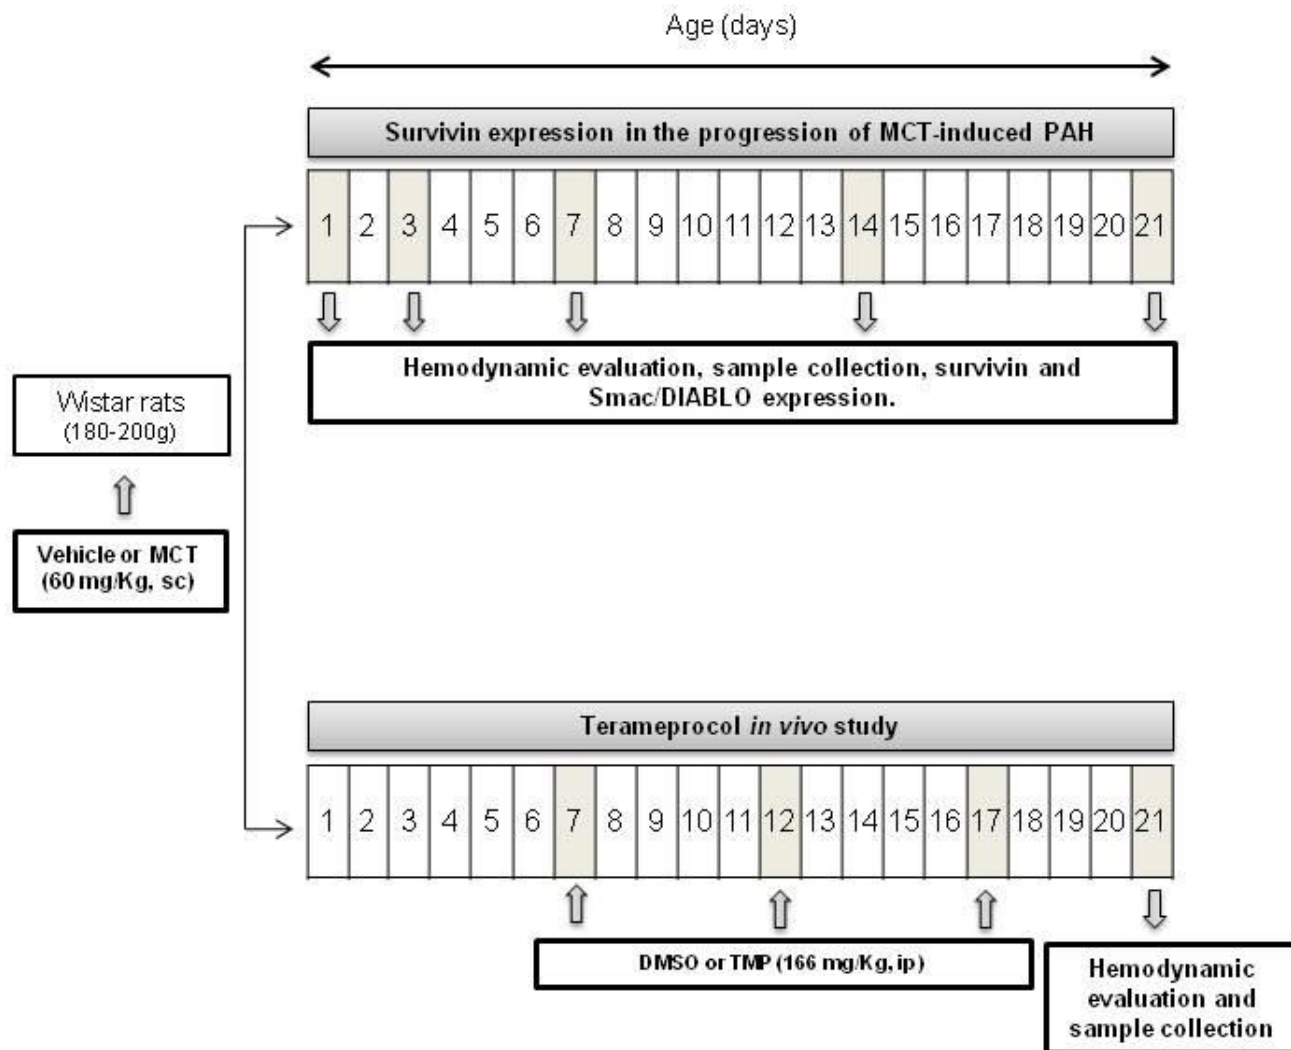 Age (days)
Survivin expression in the progression of MCT-induced PAH
1 2 3 4 5 6 7 8 9 10 11 12 13 14 15 16 17 18 19 20 21
Hemodynamic evaluation, sample collection, survivin and
Smac/DIABLO expression.
Wistar rats
(180-200g)
Vehicle or MCT
(60 mg/Kg, sc)
Terameprocol in vivo study
1 2 3 4 5 6 7 8 9 10 11 12 13 14 15 16 17 18 19 20 21
DMSO or TMP (166 mg/Kg, ip)
Hemodynamic
evaluation and
sample collection